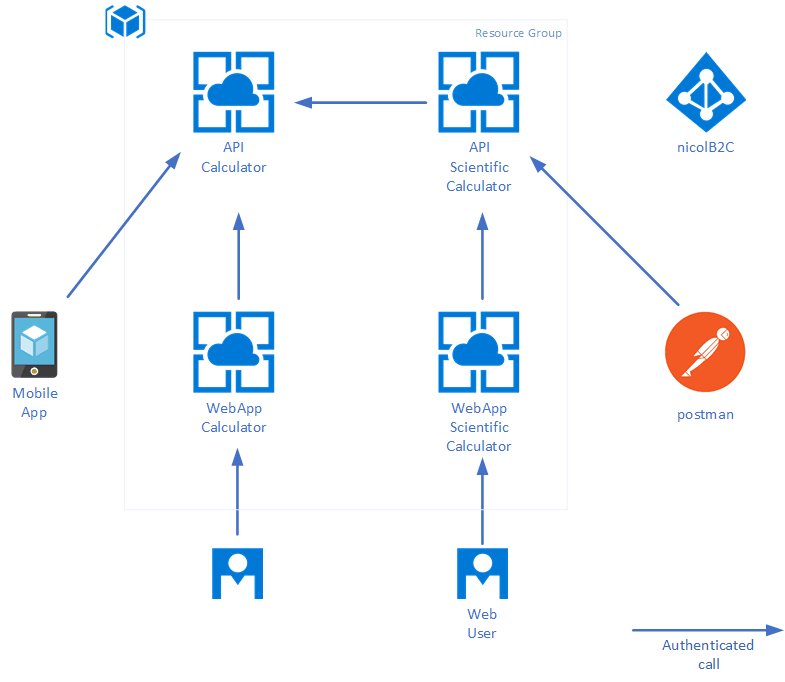 Resource Group
API
Calculator
API
Scientific
Calculator
nicolB2C
Mobile
App
WebApp
Calculator
WebApp
Scientific
Calculator
postman
Web
User
Authenticated
call